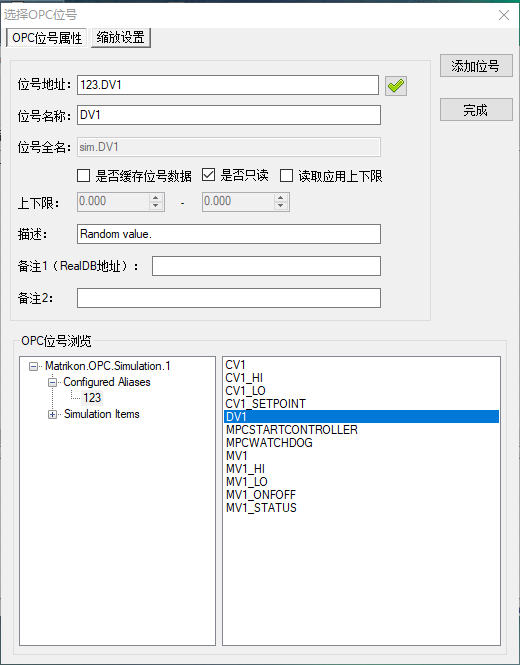 选择OPC位号
OPC位号属性 缩放设置
添加位号
完成
位号地址: 123.DV1
位号名称: DV1
位号全名: sim.DV1
是否缓存位号数据 是否只读 读取应用上下限
上下限: 0.000 - 0.000
描述: Random value.
备注1（RealDB地址）:
备注2:
OPC位号浏览
Matrikon.OPC.Simulation.1
Configured Aliases
123
Simulation Items
CV1
CV1_HI
CV1_LO
CV1_SETPOINT
DV1
MPCSTARTCONTROLLER
MPCWATCHDOG
MV1
MV1_HI
MV1_LO
MV1_ONFOFF
MV1_STATUS